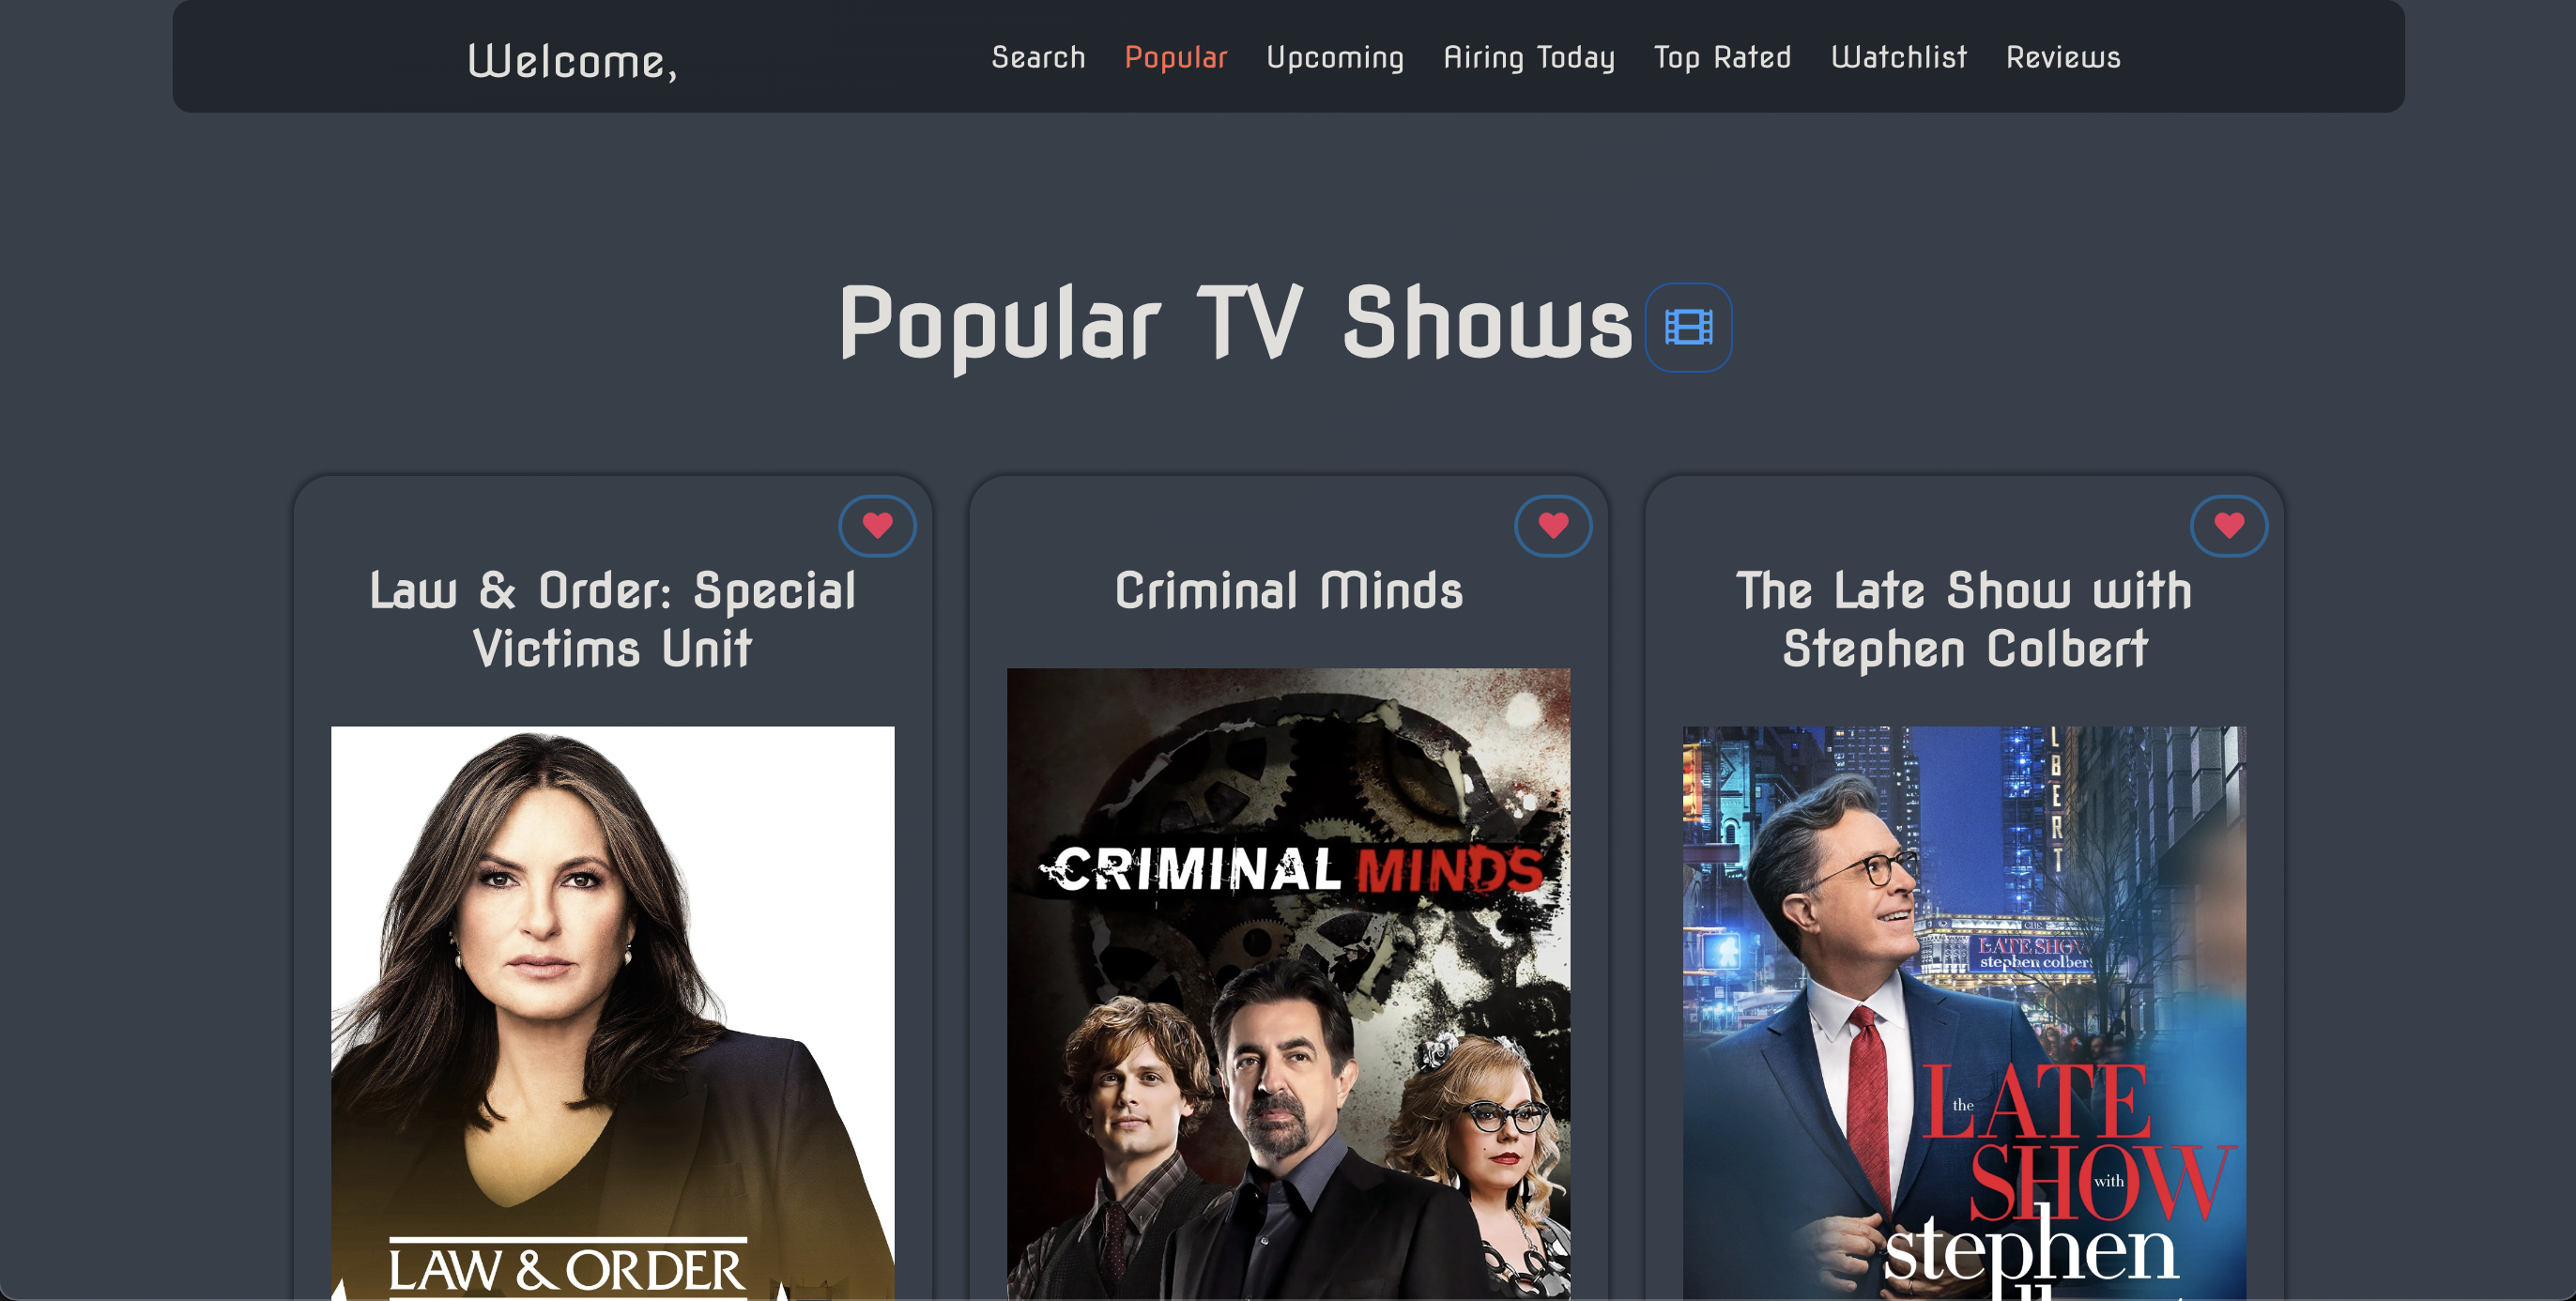 Welcome,
Search Popular Upcoming Airing Today Top Rated Watchlist Reviews
Popular TV Shows
Law & Order: Special
Victims Unit
LAW & ORDER
Criminal Minds
CRIMINAL MINDS
The Late Show with
Stephen Colbert
LBERT
LATE SHOW
stephen colbert
the LATE
SHOW with
stephen